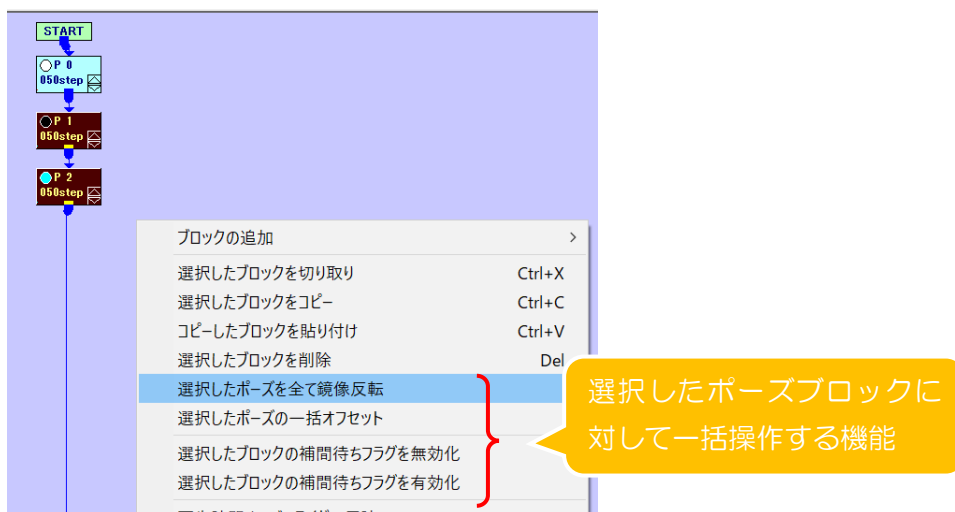 START
P 0
050step
P 1
050step
P 2
050step
ブロックの追加 >
選択したブロックを切り取り Ctrl+X
選択したブロックをコピー Ctrl+C
コピーしたブロックを貼り付け Ctrl+V
選択したブロックを削除 Del
選択したポーズを全て鏡像反転
選択したポーズの一括オフセット
選択したブロックの補間待ちフラグを無効化
選択したブロックの補間待ちフラグを有効化
選択したポーズブロックに
対して一括操作する機能